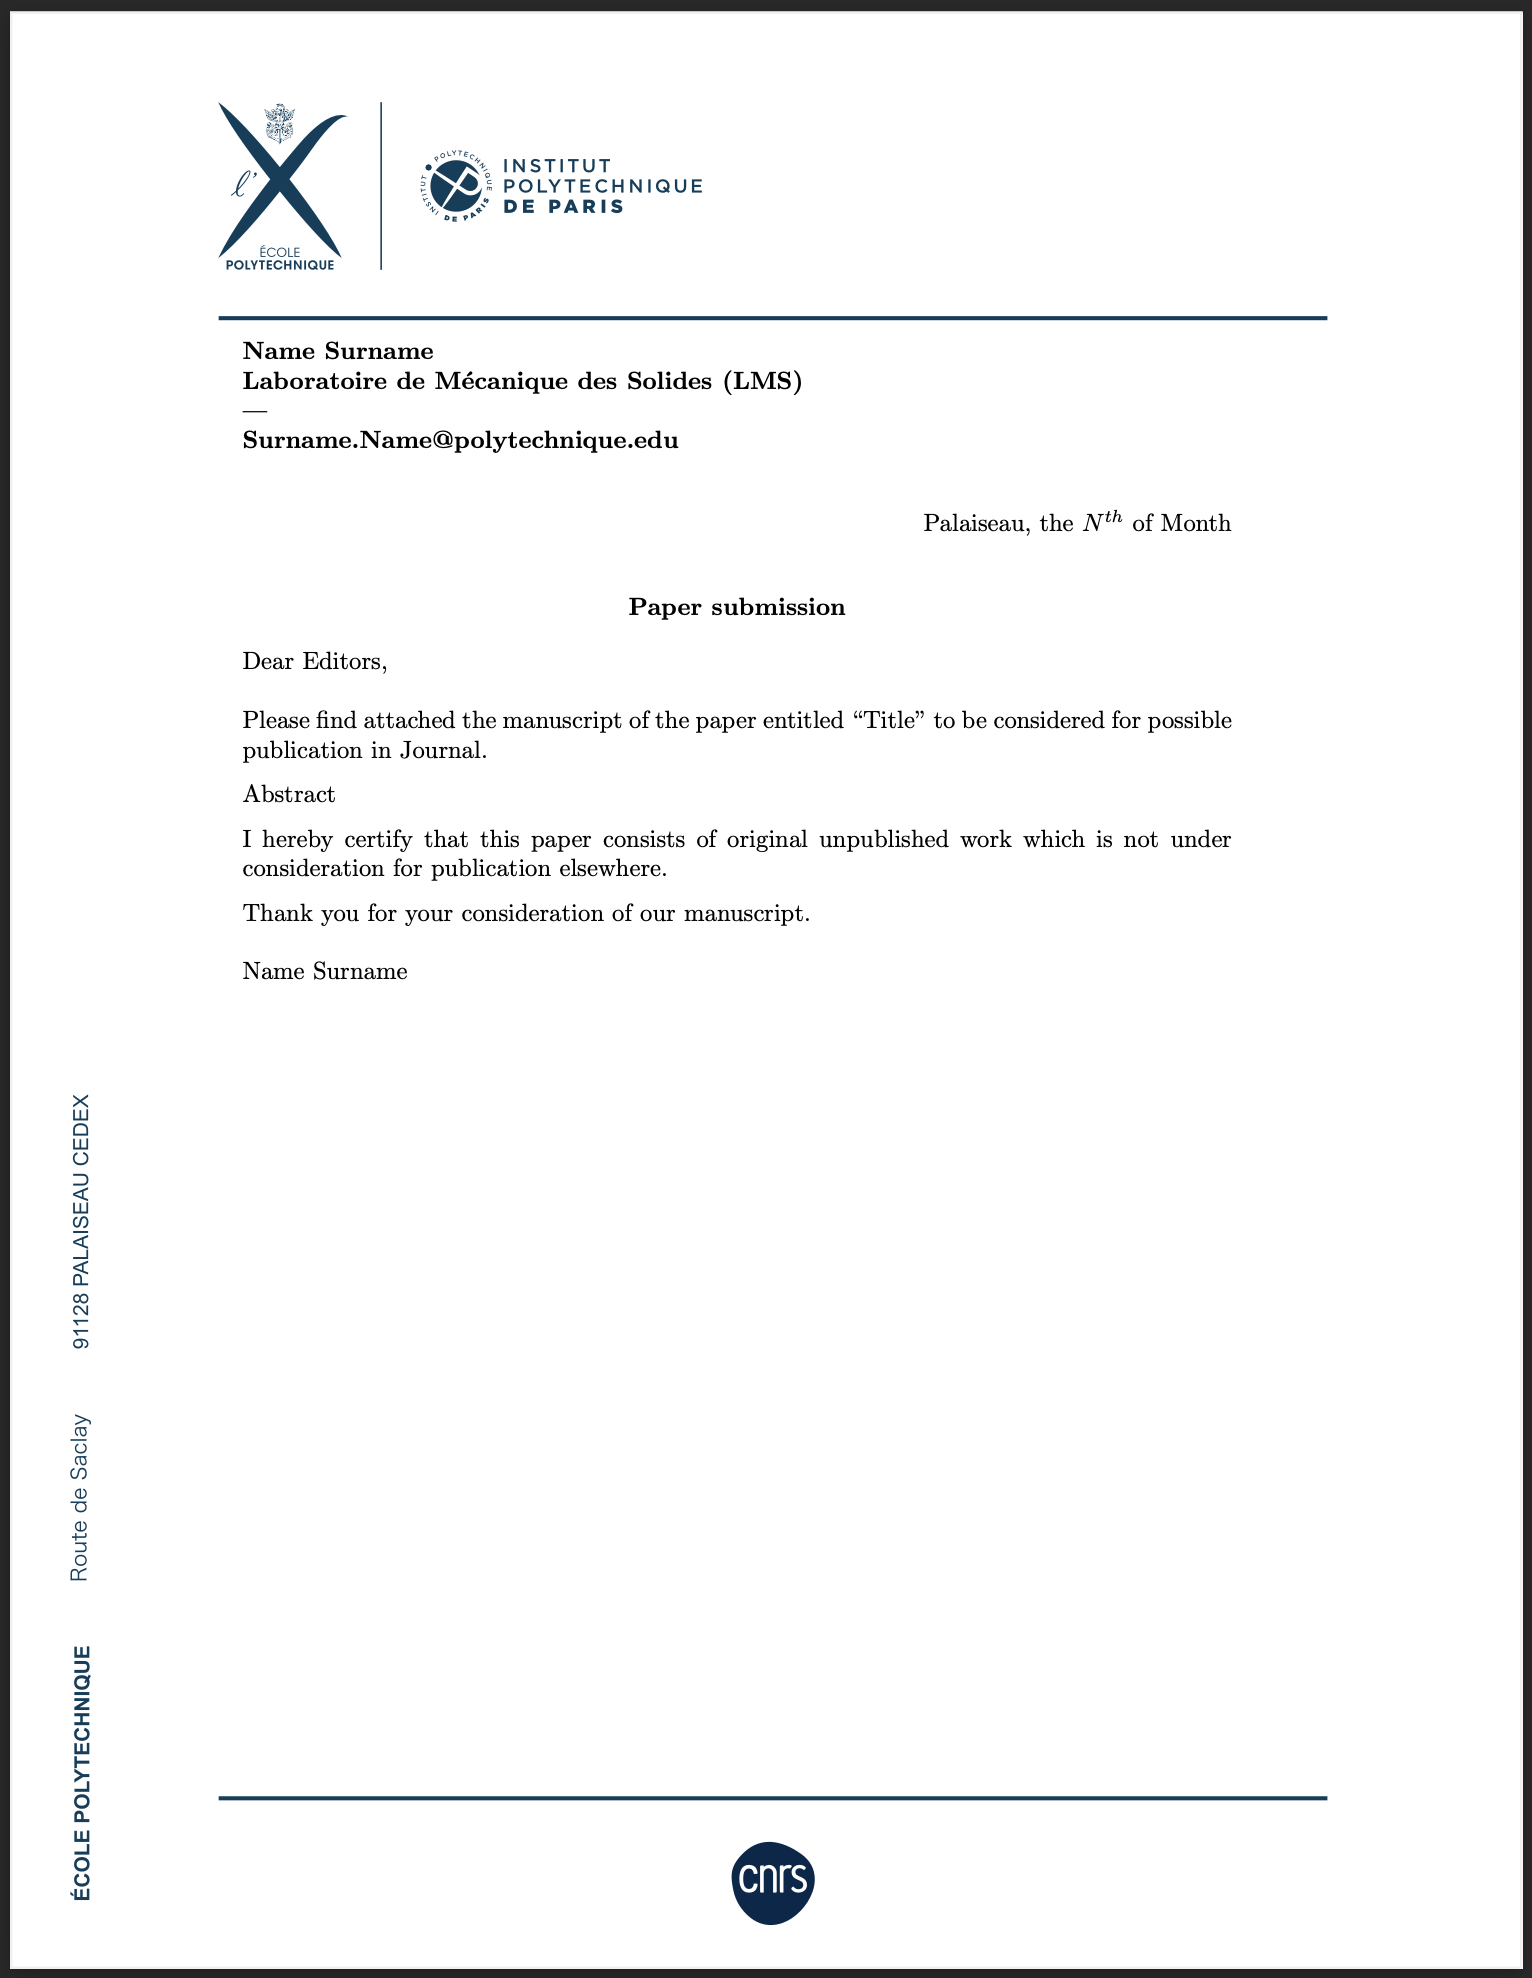 l'X
ÉCOLE
POLYTECHNIQUE
INSTITUT POLYTECHNIQUE DE PARIS
INSTITUT
POLYTECHNIQUE
DE PARIS
Name Surname
Laboratoire de Mécanique des Solides (LMS)
—
Surname.Name@polytechnique.edu
Palaiseau, the Nth of Month
Paper submission
Dear Editors,
Please find attached the manuscript of the paper entitled “Title” to be considered for possible
publication in Journal.
Abstract
I hereby certify that this paper consists of original unpublished work which is not under
consideration for publication elsewhere.
Thank you for your consideration of our manuscript.
Name Surname
ÉCOLE POLYTECHNIQUE Route de Saclay 91128 PALAISEAU CEDEX
cnrs